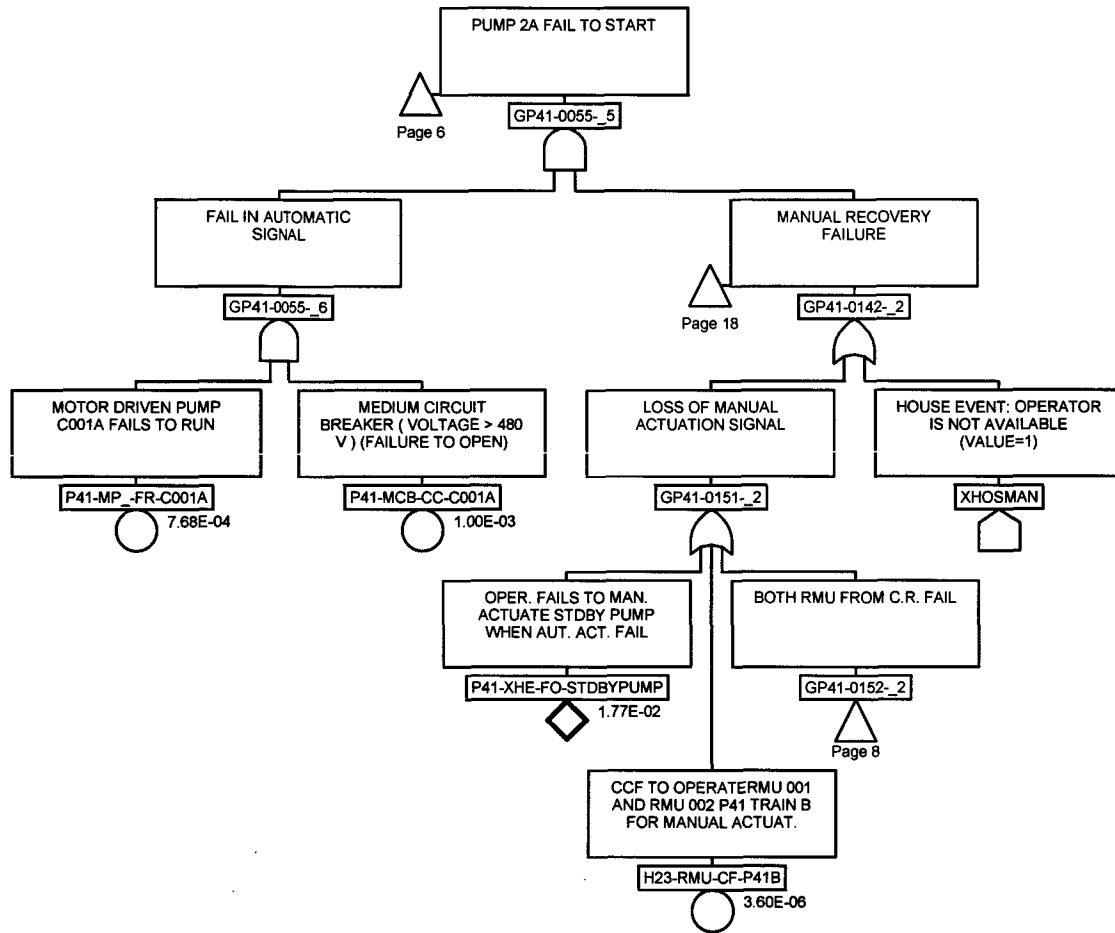 PUMP 2A FAIL TO START
Page 6
GP41-0055-_5
FAIL IN AUTOMATIC
SIGNAL
GP41-0055-_6
MANUAL RECOVERY
FAILURE
Page 18
GP41-0142-_2
MOTOR DRIVEN PUMP
C001A FAILS TO RUN
P41-MP_-FR-C001A
7.68E-04
MEDIUM CIRCUIT
BREAKER ( VOLTAGE > 480
V ) (FAILURE TO OPEN)
P41-MCB-CC-C001A
1.00E-03
LOSS OF MANUAL
ACTUATION SIGNAL
GP41-0151-_2
HOUSE EVENT: OPERATOR
IS NOT AVAILABLE
(VALUE=1)
XHOSMAN
OPER. FAILS TO MAN.
ACTUATE STDBY PUMP
WHEN AUT. ACT. FAIL
P41-XHE-FO-STDBYPUMP
1.77E-02
BOTH RMU FROM C.R. FAIL
GP41-0152-_2
Page 8
CCF TO OPERATERMU 001
AND RMU 002 P41 TRAIN B
FOR MANUAL ACTUAT.
H23-RMU-CF-P41B
3.60E-06